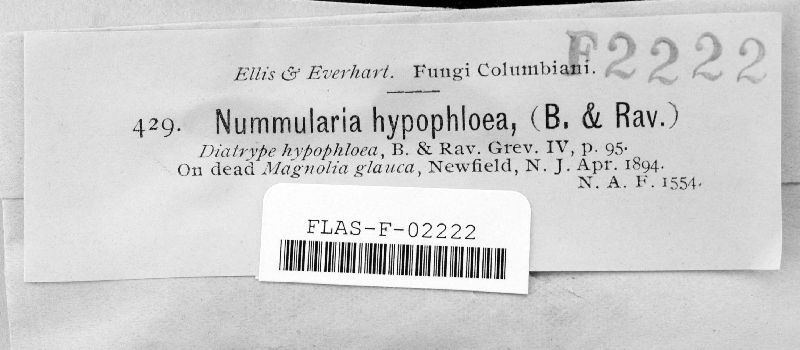 Ellis & Everhart. Fungi Columbiani.
F2222
429. Nummularia hypophloea, (B. & Rav.)
Diatrype hypophloea, B. & Rav. Grev. IV, p. 95.
On dead Magnolia glauca, Newfield, N. J. Apr. 1894.
N. A. F. 1554.
FLAS-F-02222